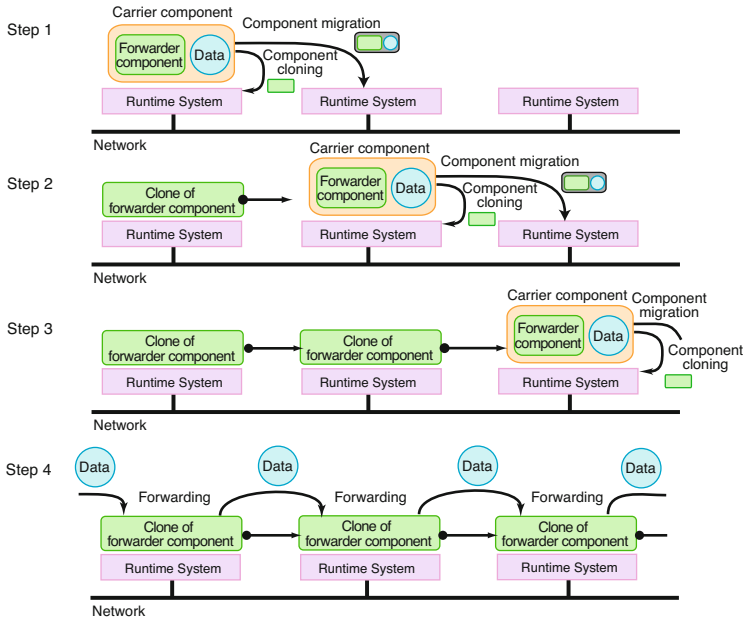 Step 1
Carrier component
Component migration
Forwarder
component
Data
Component
cloning
Runtime System
Runtime System
Runtime System
Network
Step 2
Carrier component
Component migration
Clone of
forwarder component
Forwarder
component
Data
Component
cloning
Runtime System
Runtime System
Runtime System
Network
Step 3
Carrier component
Component
migration
Clone of
forwarder component
Clone of
forwarder component
Forwarder
component
Data
Component
cloning
Runtime System
Runtime System
Runtime System
Network
Step 4
Data
Data
Data
Data
Forwarding
Forwarding
Forwarding
Clone of
forwarder component
Clone of
forwarder component
Clone of
forwarder component
Runtime System
Runtime System
Runtime System
Network